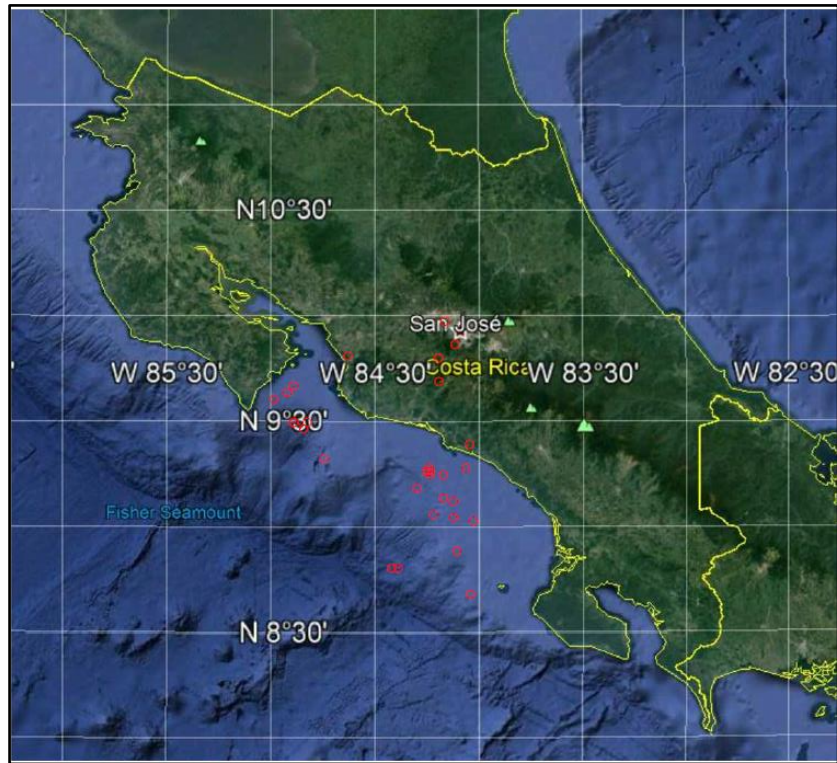 N10°30'
San José
W 85°30' W 84°30' Costa Rica W 83°30' W 82°30'
N 9°30'
Fisher Seamount
N 8°30'